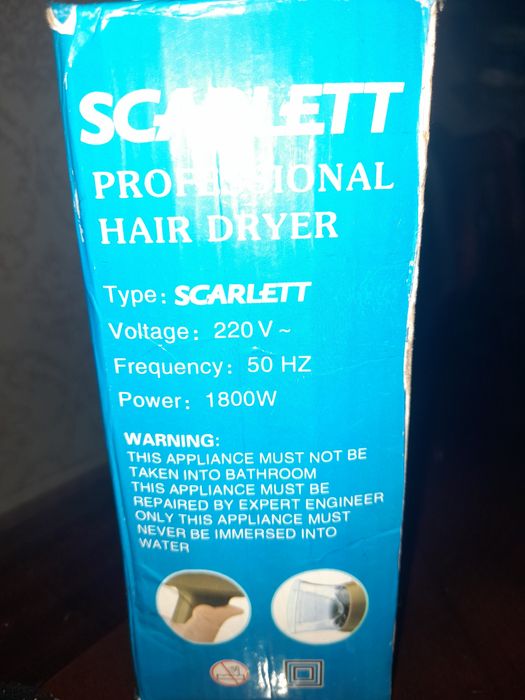 SCARLETT
PROFESSIONAL
HAIR DRYER
Type: SCARLETT
Voltage: 220 V ~
Frequency: 50 HZ
Power: 1800W
WARNING:
THIS APPLIANCE MUST NOT BE
TAKEN INTO BATHROOM
THIS APPLIANCE MUST BE
REPAIRED BY EXPERT ENGINEER
ONLY THIS APPLIANCE MUST
NEVER BE IMMERSED INTO
WATER